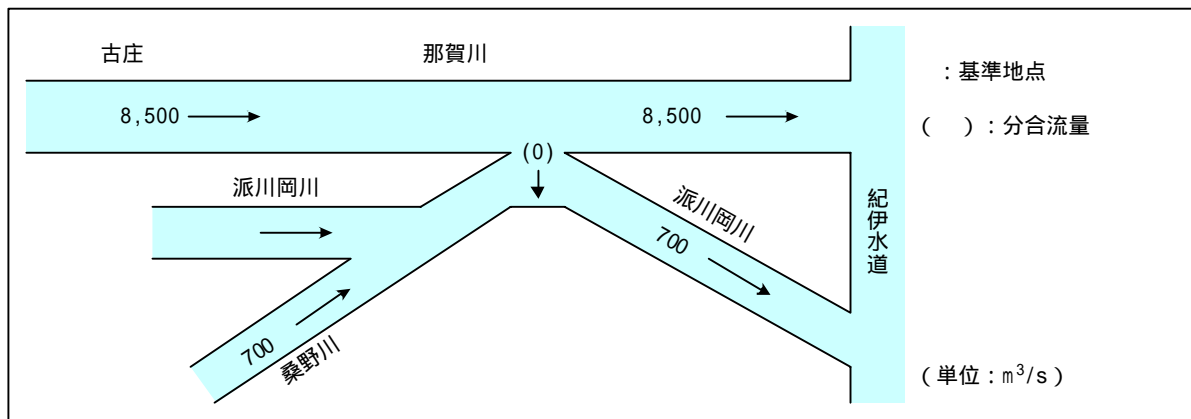 古庄
那賀川
：基準地点
8,500
8,500
（　）：分合流量
(0)
派川岡川
派川岡川
700
紀伊水道
700
桑野川
（単位：m³/s）